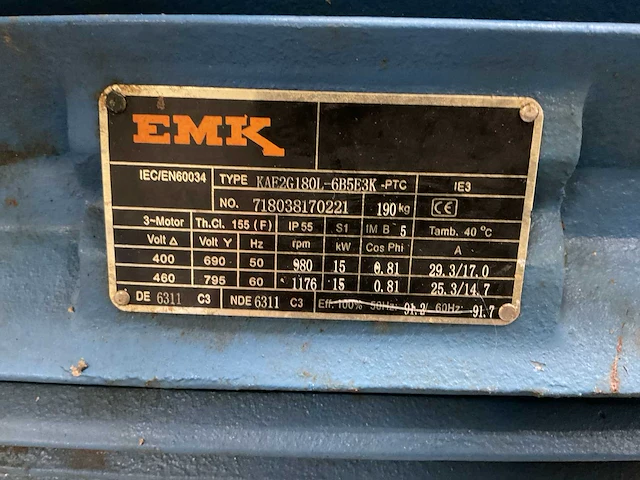 EMK
IEC/EN60034 TYPE KAE2G180L-6B5E3K -PTC IE3
NO. 718038170221 190kg CE
3~Motor Th.Cl. 155 (F) IP 55 S1 IM B 5 Tamb. 40 °C
Volt Δ Volt Y Hz rpm kW Cos Phi A
400 690 50 980 15 0.81 29.3/17.0
460 795 60 1176 15 0.81 25.3/14.7
DE 6311 C3 NDE 6311 C3 Eff. 100% 50Hz: 91.2/ 60Hz: 91.7